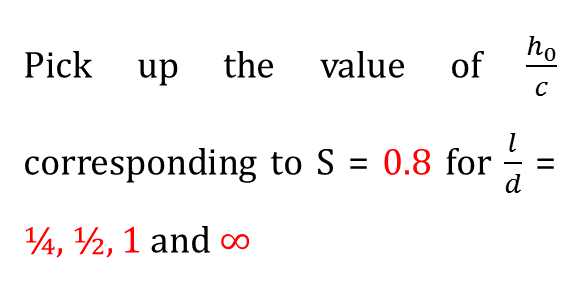 Pick up the value of h₀/c
corresponding to S = 0.8 for l/d =
¼, ½, 1 and ∞